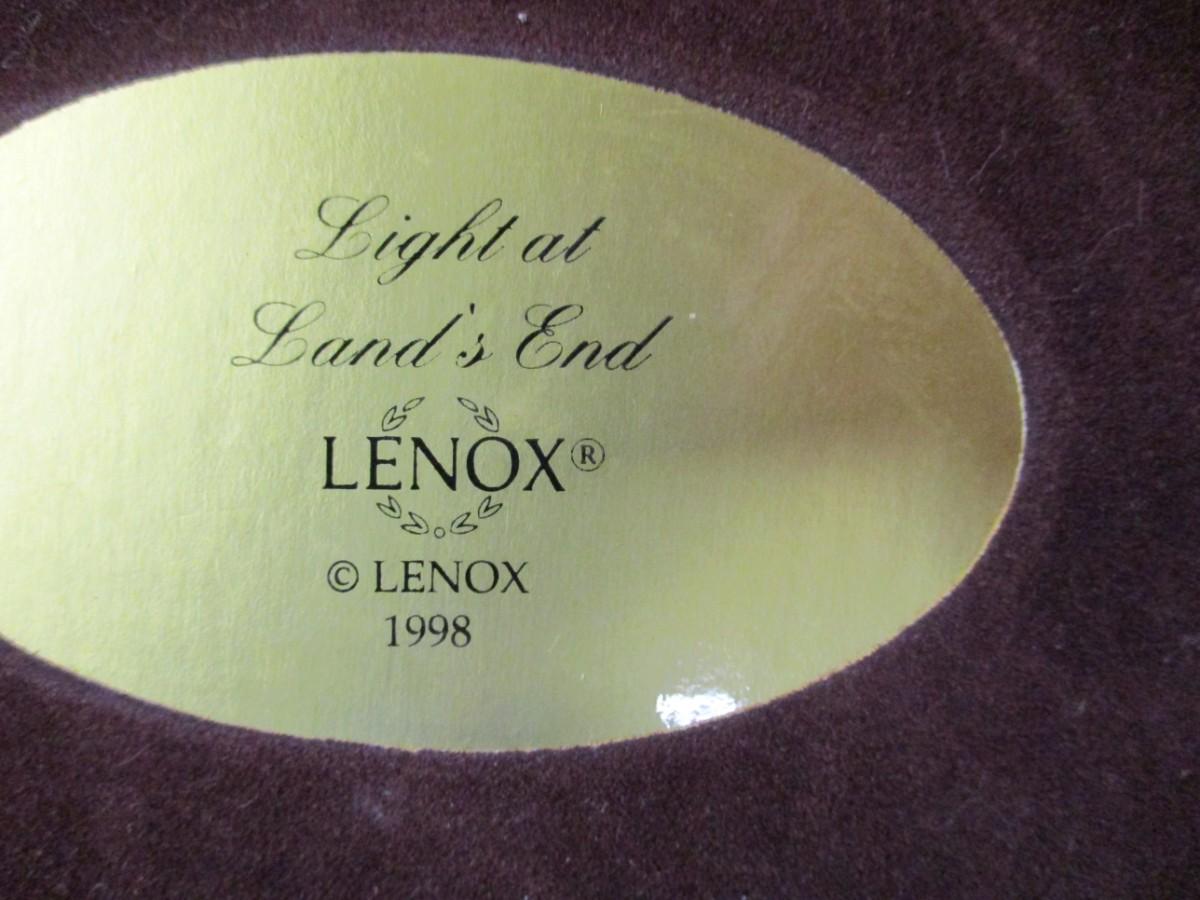 Light at
Land's End
LENOX®
© LENOX
1998